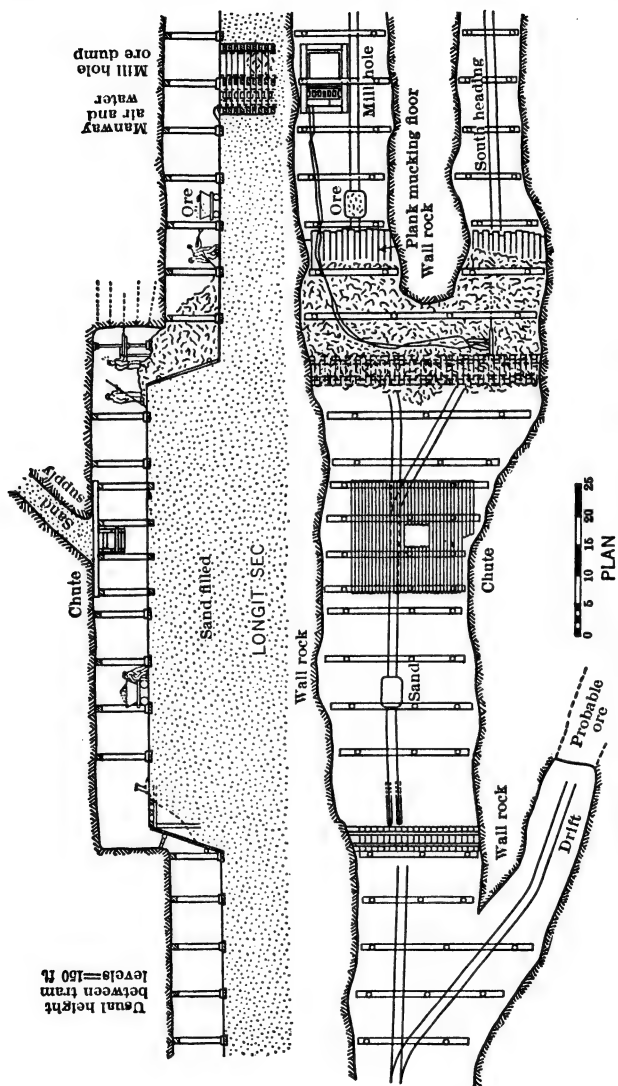 Usual height
between tram
levels=150 ft
Chute
Sand
supply
Sand filled
LONGIT. SEC
Ore
Manway
air and
water
Mill hole
ore dump
Wall rock
Sand
Chute
Wall rock
Drift
Probable
ore
Ore
Mill hole
Plank mucking floor
Wall rock
South heading
0 5 10 15 20 25
PLAN